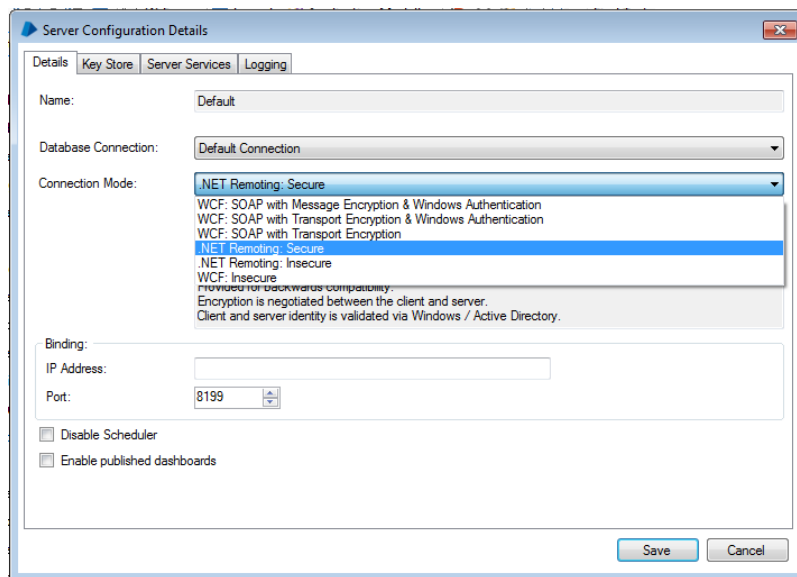 Server Configuration Details
Details Key Store Server Services Logging
Name: Default
Database Connection: Default Connection
Connection Mode: .NET Remoting: Secure
WCF: SOAP with Message Encryption & Windows Authentication
WCF: SOAP with Transport Encryption & Windows Authentication
WCF: SOAP with Transport Encryption
.NET Remoting: Secure
.NET Remoting: Insecure
WCF: Insecure
Provided for backwards compatibility.
Encryption is negotiated between the client and server.
Client and server identity is validated via Windows / Active Directory.
Binding:
IP Address:
Port: 8199
Disable Scheduler
Enable published dashboards
Save Cancel